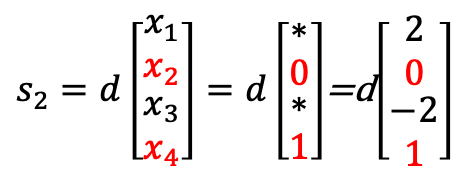 s₂ = d [x₁ x₂ x₃ x₄] = d [* 0 * 1] =d [2 0 −2 1]